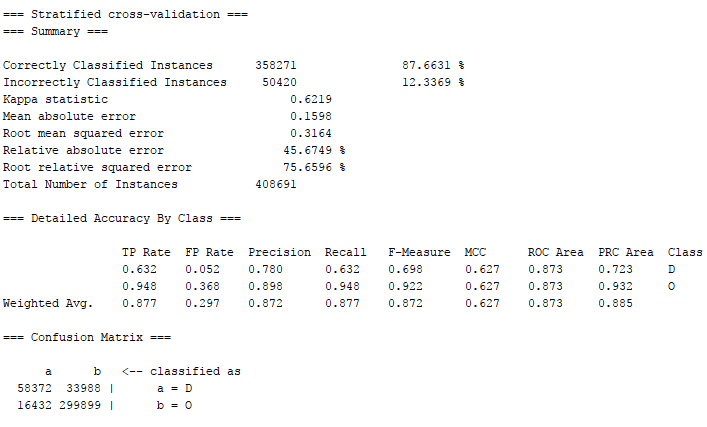 === Stratified cross-validation ===
=== Summary ===
Correctly Classified Instances 358271 87.6631 %
Incorrectly Classified Instances 50420 12.3369 %
Kappa statistic 0.6219
Mean absolute error 0.1598
Root mean squared error 0.3164
Relative absolute error 45.6749 %
Root relative squared error 75.6596 %
Total Number of Instances 408691
=== Detailed Accuracy By Class ===
TP Rate FP Rate Precision Recall F-Measure MCC ROC Area PRC Area Class
0.632 0.052 0.780 0.632 0.698 0.627 0.873 0.723 D
0.948 0.368 0.898 0.948 0.922 0.627 0.873 0.932 O
Weighted Avg. 0.877 0.297 0.872 0.877 0.872 0.627 0.873 0.885
=== Confusion Matrix ===
a b <-- classified as
58372 33988 | a = D
16432 299899 | b = O